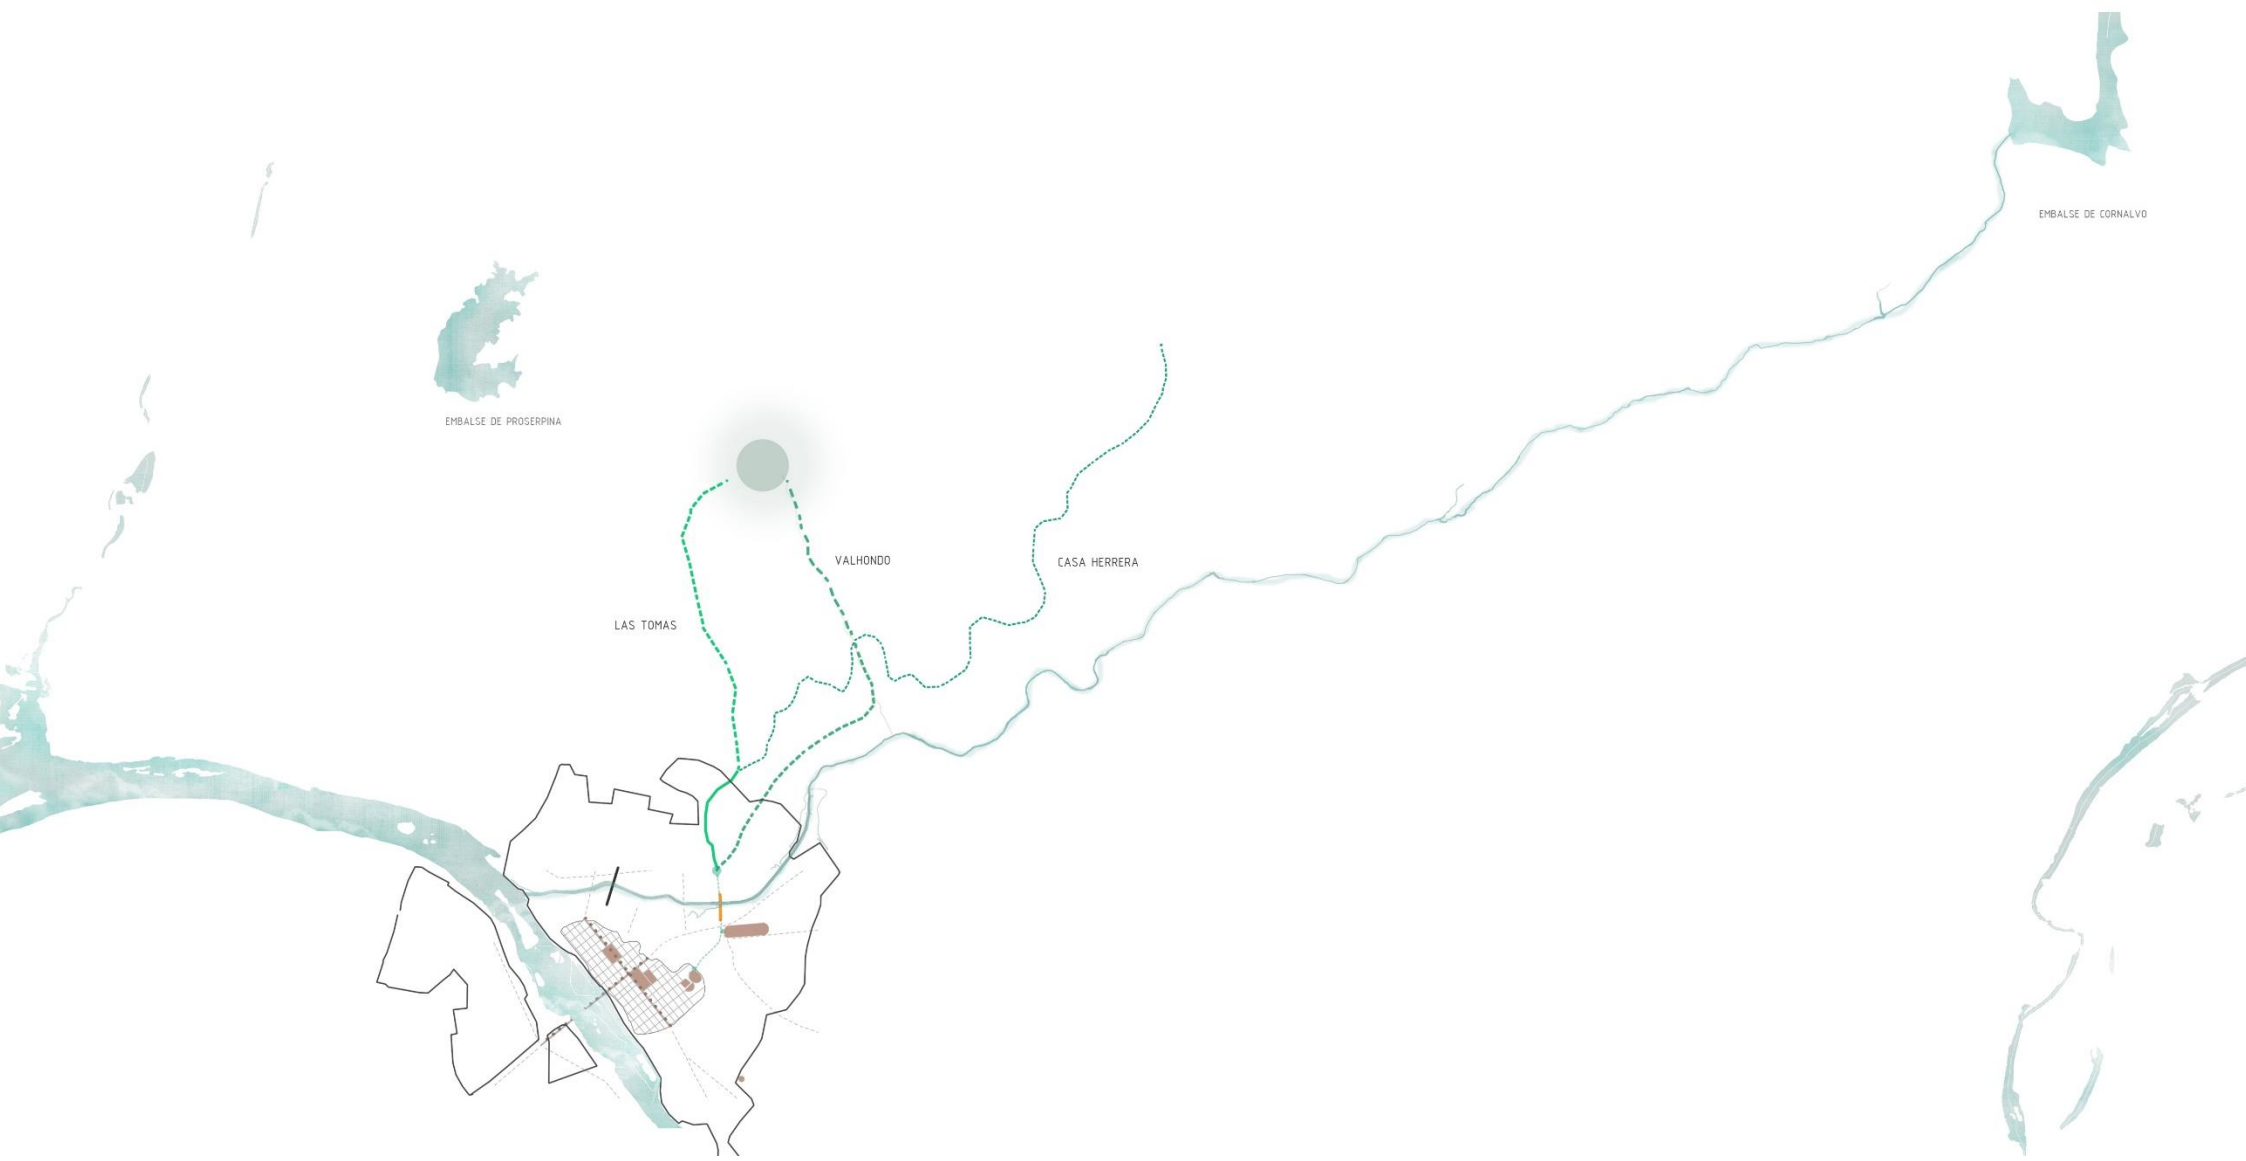 EMBALSE DE CORNALVO
EMBALSE DE PROSERPINA
VALHONDO
CASA HERRERA
LAS TOMAS